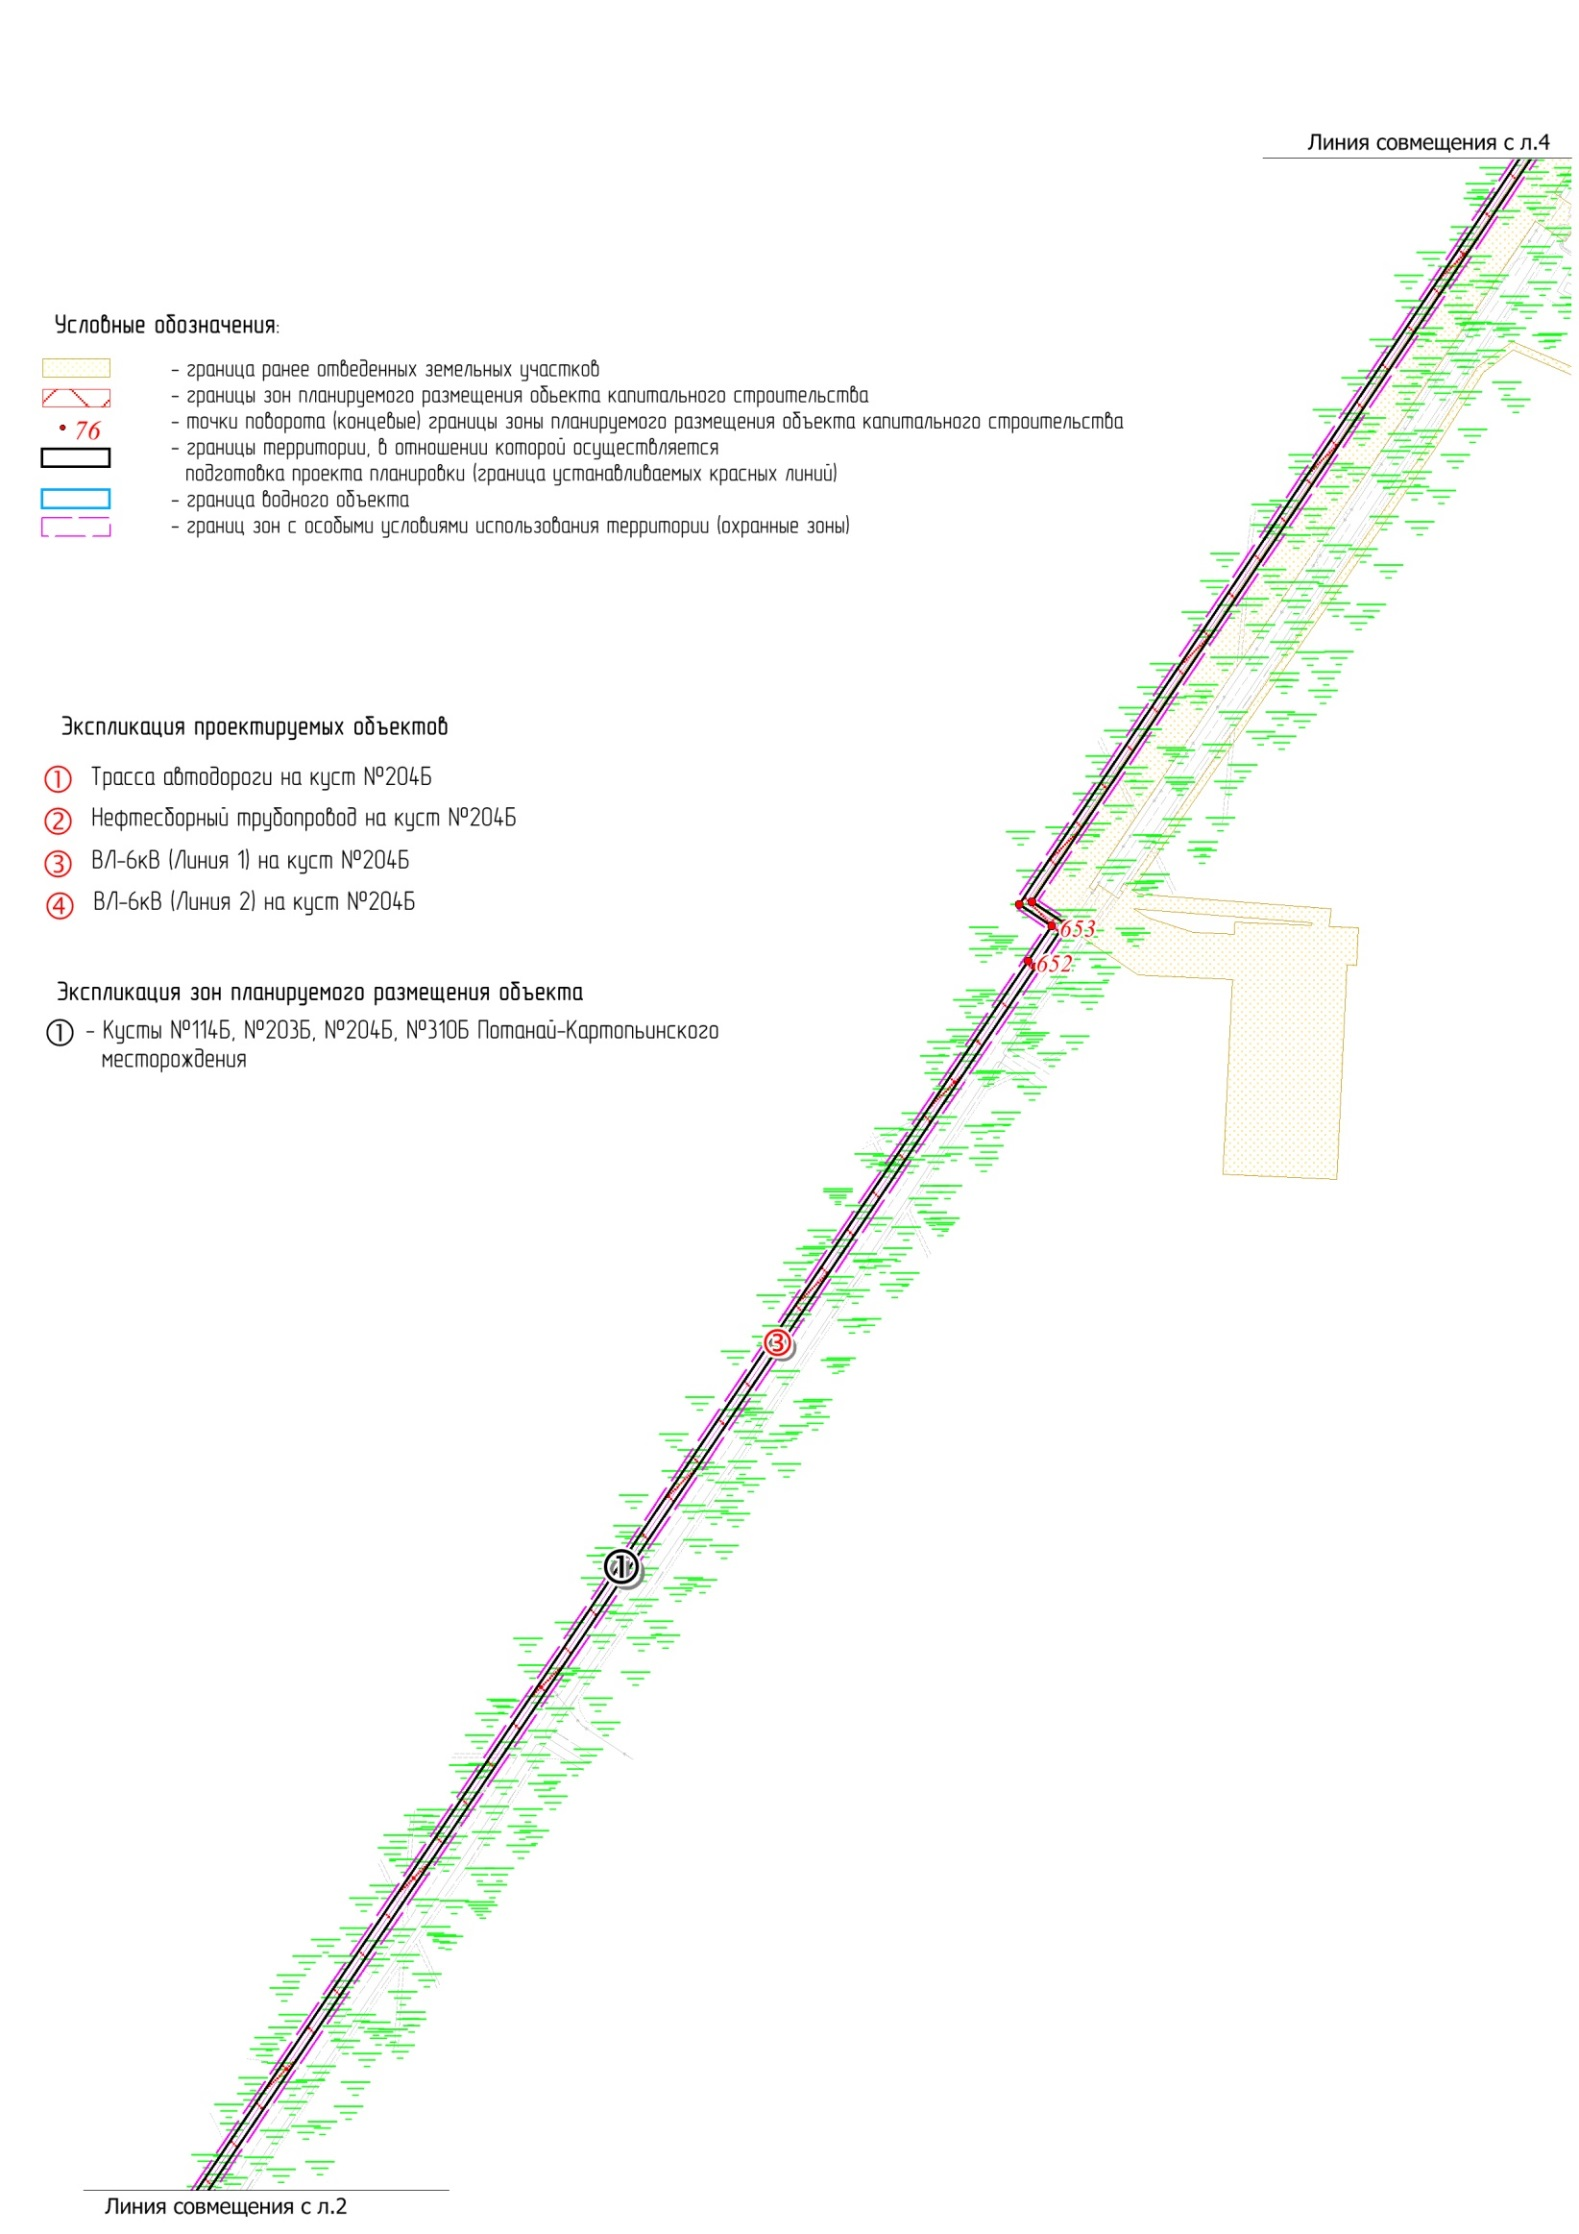 Линия совмещения с л.4
Условные обозначения:
- граница ранее отведенных земельных участков
- границы зон планируемого размещения обьекта капитального строительства
76 - точки поворота (концевые) границы зоны планируемого размещения объекта капитального строительства
- границы территории, в отношении которой осуществляется
подготовка проекта планировки (граница устанавливаемых красных линий)
- граница водного объекта
- границ зон с особыми условиями использования территории (охранные зоны)
Экспликация проектируемых объектов
1 Трасса автодороги на куст №204Б
2 Нефтесборный трубопровод на куст №204Б
3 ВЛ-6кВ (Линия 1) на куст №204Б
4 ВЛ-6кВ (Линия 2) на куст №204Б
653
652
Экспликация зон планируемого размещения объекта
1 - Кусты №114Б, №203Б, №204Б, №310Б Потанай-Картопьинского
месторождения
3
1
Линия совмещения с л.2